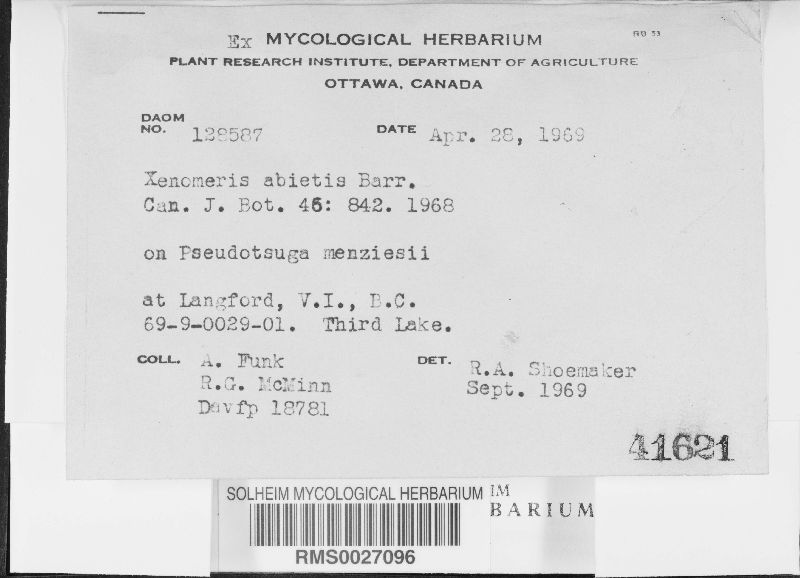 Ex MYCOLOGICAL HERBARIUM
PLANT RESEARCH INSTITUTE, DEPARTMENT OF AGRICULTURE
OTTAWA, CANADA
DAOM
NO. 128587 DATE Apr. 28, 1969
Xenomeris abietis Barr.
Can. J. Bot. 46: 842. 1968
on Pseudotsuga menziesii
at Langford, V.I., B.C.
69-9-0029-01. Third Lake.
COLL. A. Funk DET. R.A. Shoemaker
R.G. McMinn Sept. 1969
Davfp 18781
41621
SOLHEIM MYCOLOGICAL HERBARIUM IM
BARIUM
RMS0027096